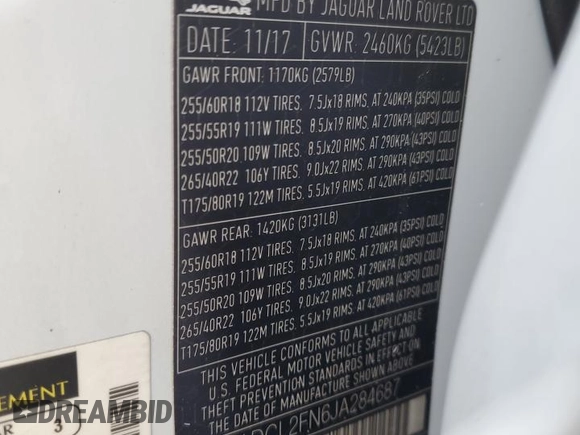 JAGUAR MFD BY JAGUAR LAND ROVER LTD
DATE: 11/17 GVWR: 2460KG (5423LB)
GAWR FRONT: 1170KG (2579LB)
255/60R18 112V TIRES, 7.5Jx18 RIMS, AT 240KPA (35PSI) COLD
255/55R19 111W TIRES, 8.5Jx19 RIMS, AT 270KPA (40PSI) COLD
255/50R20 109W TIRES, 8.5Jx20 RIMS, AT 290KPA (43PSI) COLD
265/40R22 106Y TIRES, 9.0Jx22 RIMS, AT 290KPA (43PSI) COLD
T175/80R19 122M TIRES, 5.5Jx19 RIMS, AT 420KPA (61PSI) COLD
GAWR REAR: 1420KG (3131LB)
255/60R18 112V TIRES, 7.5Jx18 RIMS, AT 240KPA (35PSI) COLD
255/55R19 111W TIRES, 8.5Jx19 RIMS, AT 270KPA (40PSI) COLD
255/50R20 109W TIRES, 8.5Jx20 RIMS, AT 290KPA (43PSI) COLD
265/40R22 106Y TIRES, 9.0Jx22 RIMS, AT 290KPA (43PSI) COLD
T175/80R19 122M TIRES, 5.5Jx19 RIMS, AT 420KPA (61PSI) COLD
THIS VEHICLE CONFORMS TO ALL APPLICABLE
U.S. FEDERAL MOTOR VEHICLE SAFETY AND
THEFT PREVENTION STANDARDS IN EFFECT ON
THE DATE OF MANUFACTURE SHOWN ABOVE.
DCL2FN6JA284687
EMENT
AR 3
READYTODRIVE.COM